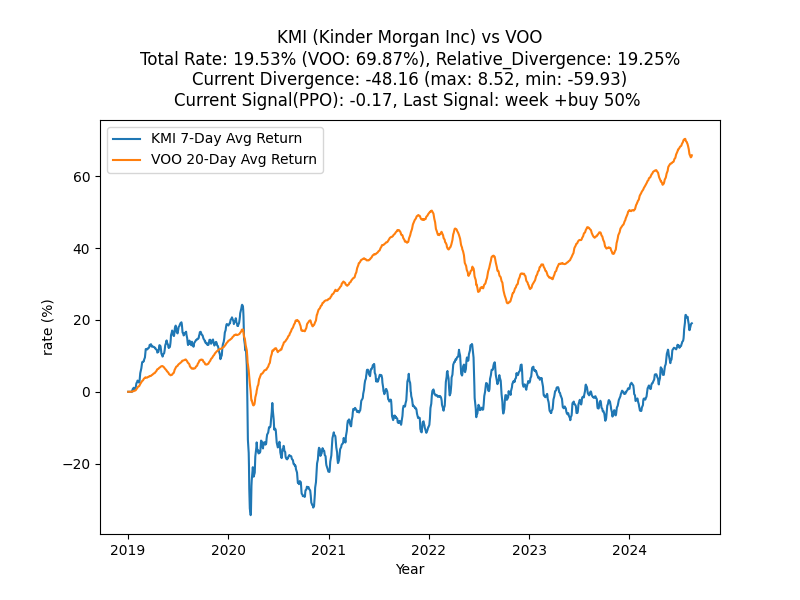 KMI (Kinder Morgan Inc) vs VOO
Total Rate: 19.53% (VOO: 69.87%), Relative_Divergence: 19.25%
Current Divergence: -48.16 (max: 8.52, min: -59.93)
Current Signal(PPO): -0.17, Last Signal: week +buy 50%
KMI 7-Day Avg Return
VOO 20-Day Avg Return
rate (%)
60
40
20
0
−20
2019 2020 2021 2022 2023 2024
Year